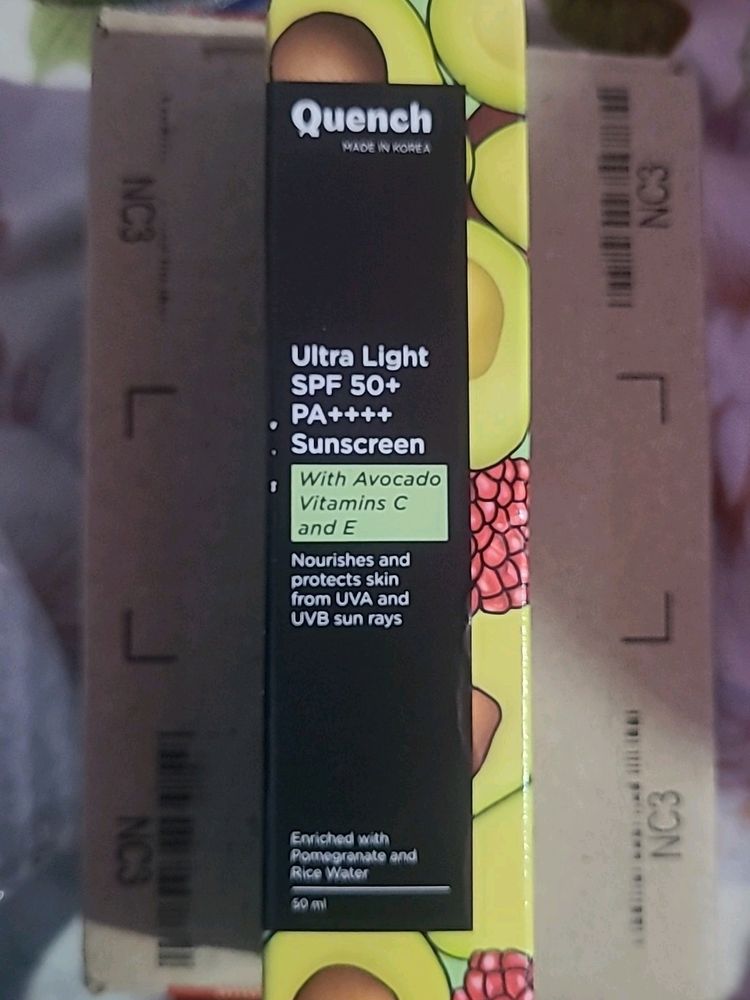 Quench
MADE IN KOREA
Ultra Light
SPF 50+
PA++++
Sunscreen
With Avocado
Vitamins C
and E
Nourishes and
protects skin
from UVA and
UVB sun rays
Enriched with
Pomegranate and
Rice Water
50 ml
NC3
NC3
NC3
NC3